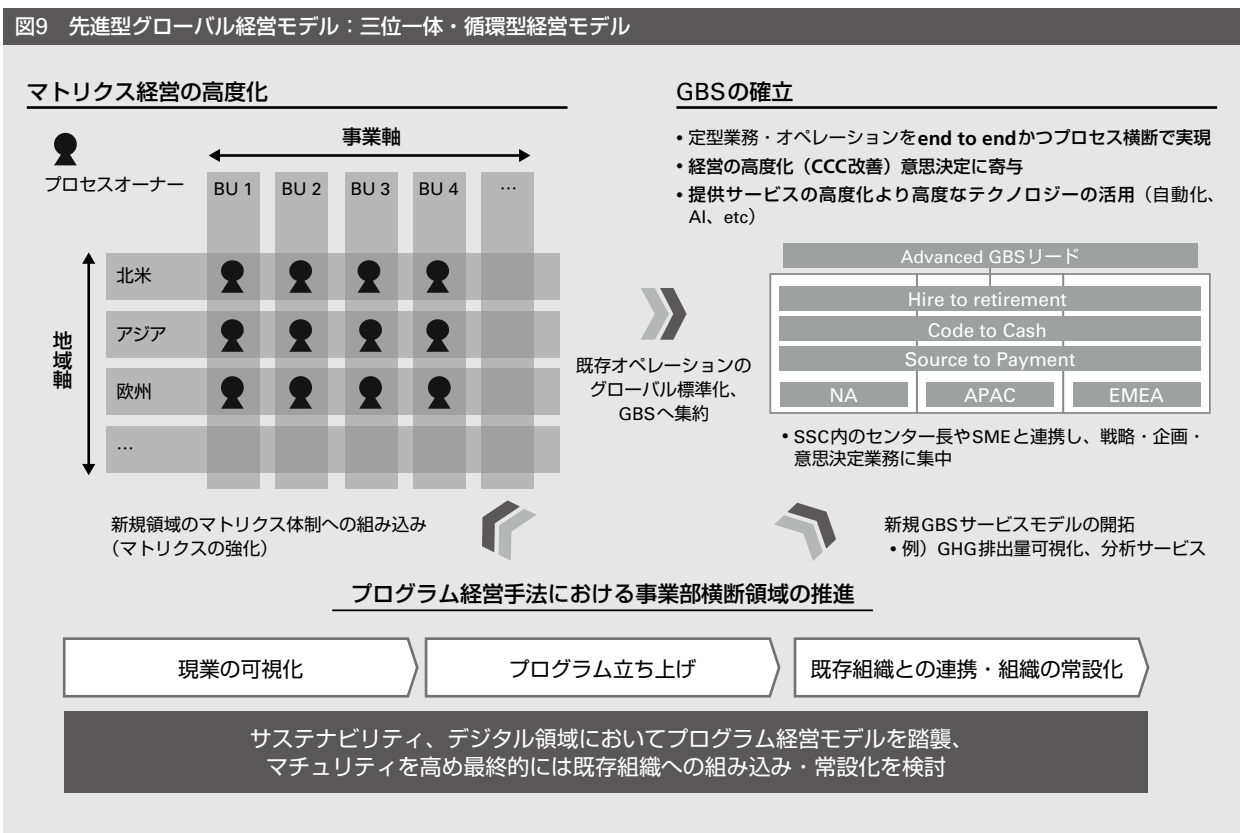 図9 先進型グローバル経営モデル：三位一体・循環型経営モデル
マトリクス経営の高度化
プロセスオーナー
事業軸
BU 1
BU 2
BU 3
BU 4
…
地域軸
北米
アジア
欧州
…
既存オペレーションの
グローバル標準化、
GBSへ集約
GBSの確立
• 定型業務・オペレーションをend to endかつプロセス横断で実現
• 経営の高度化（CCC改善）意思決定に寄与
• 提供サービスの高度化より高度なテクノロジーの活用（自動化、
AI、etc）
Advanced GBSリード
Hire to retirement
Code to Cash
Source to Payment
NA
APAC
EMEA
• SSC内のセンター長やSMEと連携し、戦略・企画・
意思決定業務に集中
新規領域のマトリクス体制への組み込み
（マトリクスの強化）
新規GBSサービスモデルの開拓
• 例）GHG排出量可視化、分析サービス
プログラム経営手法における事業部横断領域の推進
現業の可視化
プログラム立ち上げ
既存組織との連携・組織の常設化
サステナビリティ、デジタル領域においてプログラム経営モデルを踏襲、
マチュリティを高め最終的には既存組織への組み込み・常設化を検討